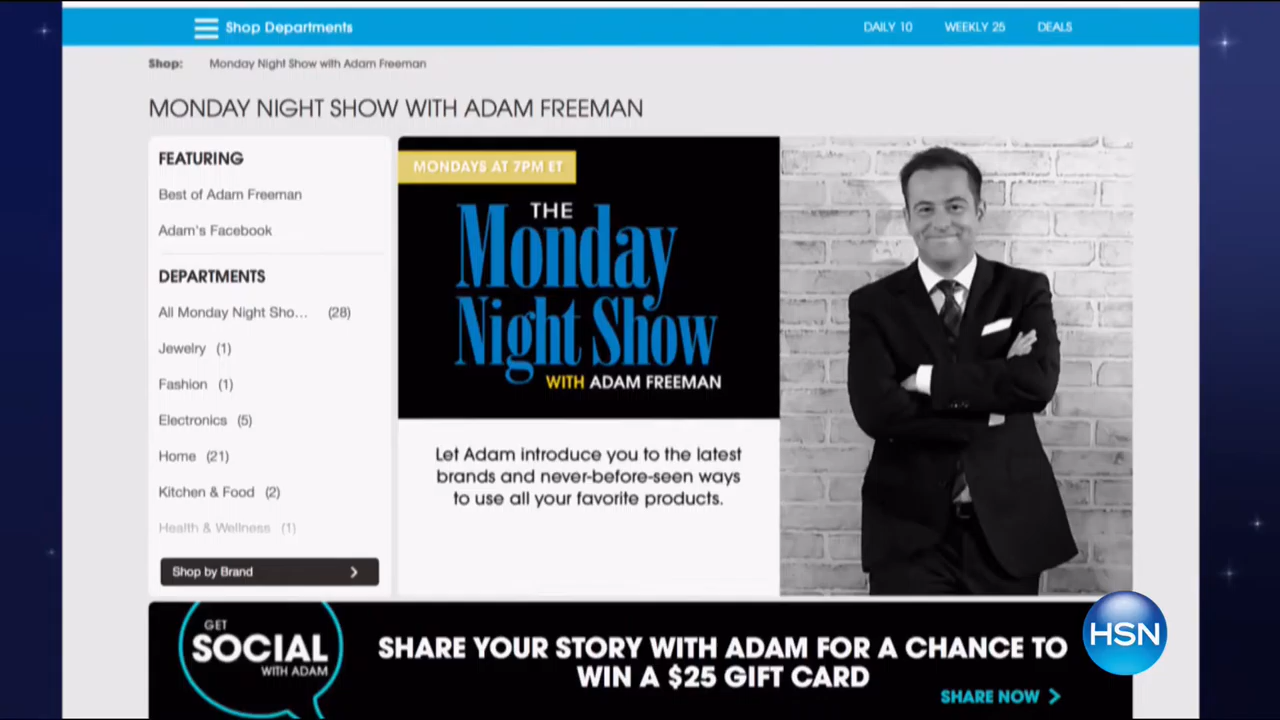 Shop Departments
DAILY 10
WEEKLY 25
DEALS
Shop: Monday Night Show with Adam Freeman
MONDAY NIGHT SHOW WITH ADAM FREEMAN
FEATURING
Best of Adam Freeman
Adam's Facebook
DEPARTMENTS
All Monday Night Sho... (28)
Jewelry (1)
Fashion (1)
Electronics (5)
Home (21)
Kitchen & Food (2)
Health & Wellness (1)
Shop by Brand
MONDAYS AT 7PM ET
THE
Monday
Night Show
WITH ADAM FREEMAN
Let Adam introduce you to the latest
brands and never-before-seen ways
to use all your favorite products.
GET
SOCIAL
WITH ADAM
SHARE YOUR STORY WITH ADAM FOR A CHANCE TO
WIN A $25 GIFT CARD
SHARE NOW
HSN